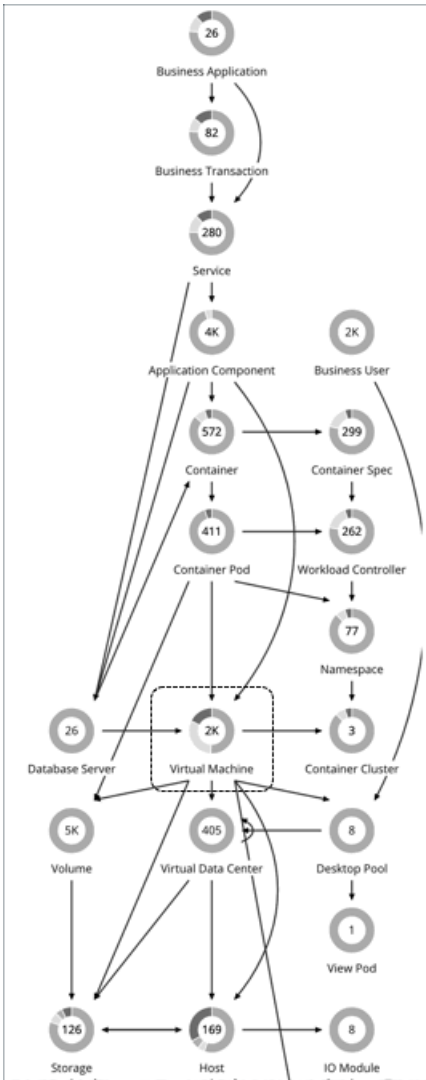 26
Business Application
82
Business Transaction
280
Service
4K 2K
Application Component Business User
572 299
Container Container Spec
411 262
Container Pod Workload Controller
77
Namespace
26 2K 3
Database Server Virtual Machine Container Cluster
5K 405 8
Volume Virtual Data Center Desktop Pool
1
View Pod
126 169 8
Storage Host IO Module